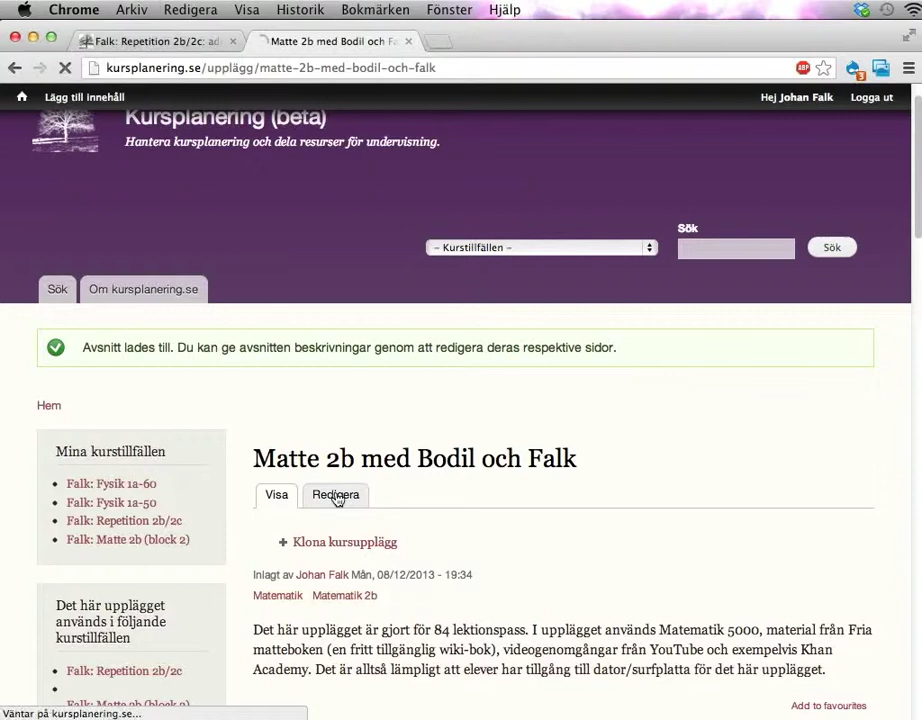 Chrome Arkiv Redigera Visa Historik Bokmärken Fönster Hjälp
Falk: Repetition 2b/2c: ad
Matte 2b med Bodil och Fa
kursplanering.se/upplägg/matte-2b-med-bodil-och-falk
ABP
3
Lägg till innehåll
Hej Johan Falk
Logga ut
Kursplanering (beta)
Hantera kursplanering och dela resurser för undervisning.
Sök
– Kurstillfällen –
Sök
Sök
Om kursplanering.se
Avsnitt lades till. Du kan ge avsnitten beskrivningar genom att redigera deras respektive sidor.
Hem
Mina kurstillfällen
Falk: Fysik 1a-60
Falk: Fysik 1a-50
Falk: Repetition 2b/2c
Falk: Matte 2b (block 2)
Det här upplägget
används i följande
kurstillfällen
Falk: Repetition 2b/2c
Falk: Matte 2b (block 2)
Matte 2b med Bodil och Falk
Visa
Redigera
Klona kursupplägg
Inlagt av Johan Falk Mån, 08/12/2013 - 19:34
Matematik Matematik 2b
Det här upplägget är gjort för 84 lektionspass. I upplägget används Matematik 5000, material från Fria
matteboken (en fritt tillgänglig wiki-bok), videogenomgångar från YouTube och exempelvis Khan
Academy. Det är alltså lämpligt att elever har tillgång till dator/surfplatta för det här upplägget.
Add to favourites
Väntar på kursplanering.se...